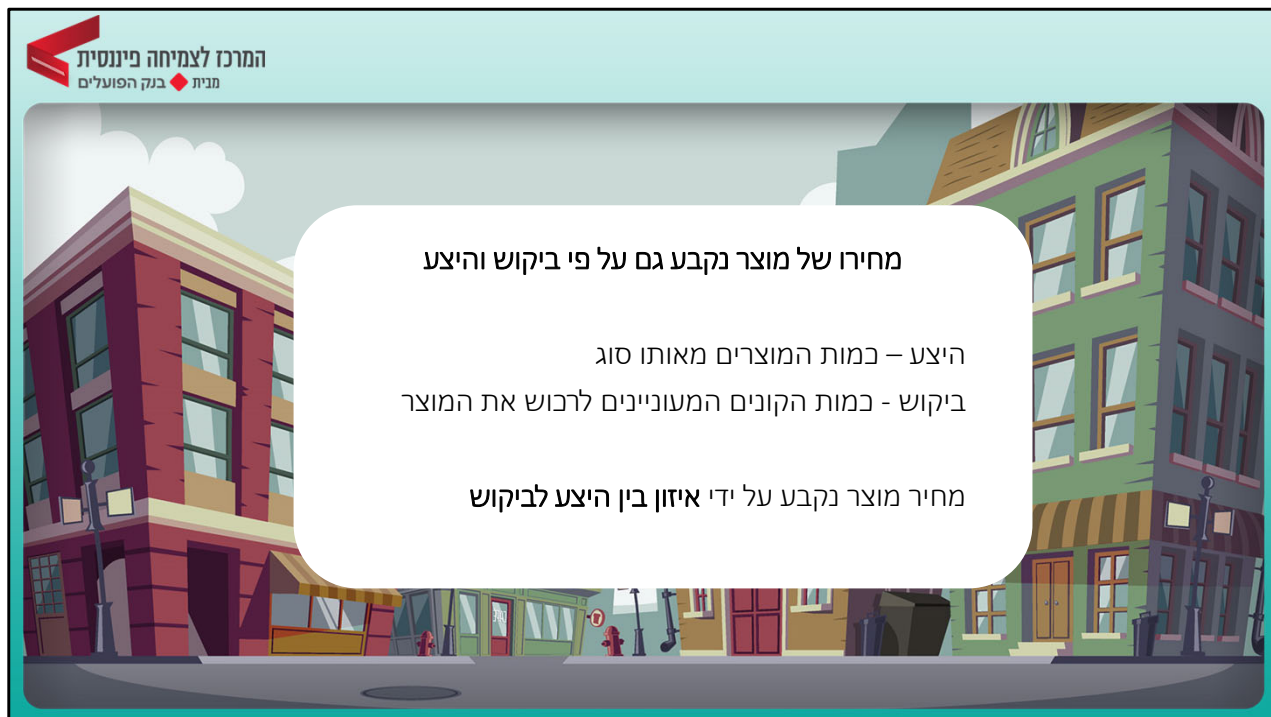 המרכז לצמיחה פיננסית
מבית בנק הפועלים
מחירו של מוצר נקבע גם על פי ביקוש והיצע
היצע – כמות המוצרים מאותו סוג
ביקוש - כמות הקונים המעוניינים לרכוש את המוצר
מחיר מוצר נקבע על ידי איזון בין היצע לביקוש